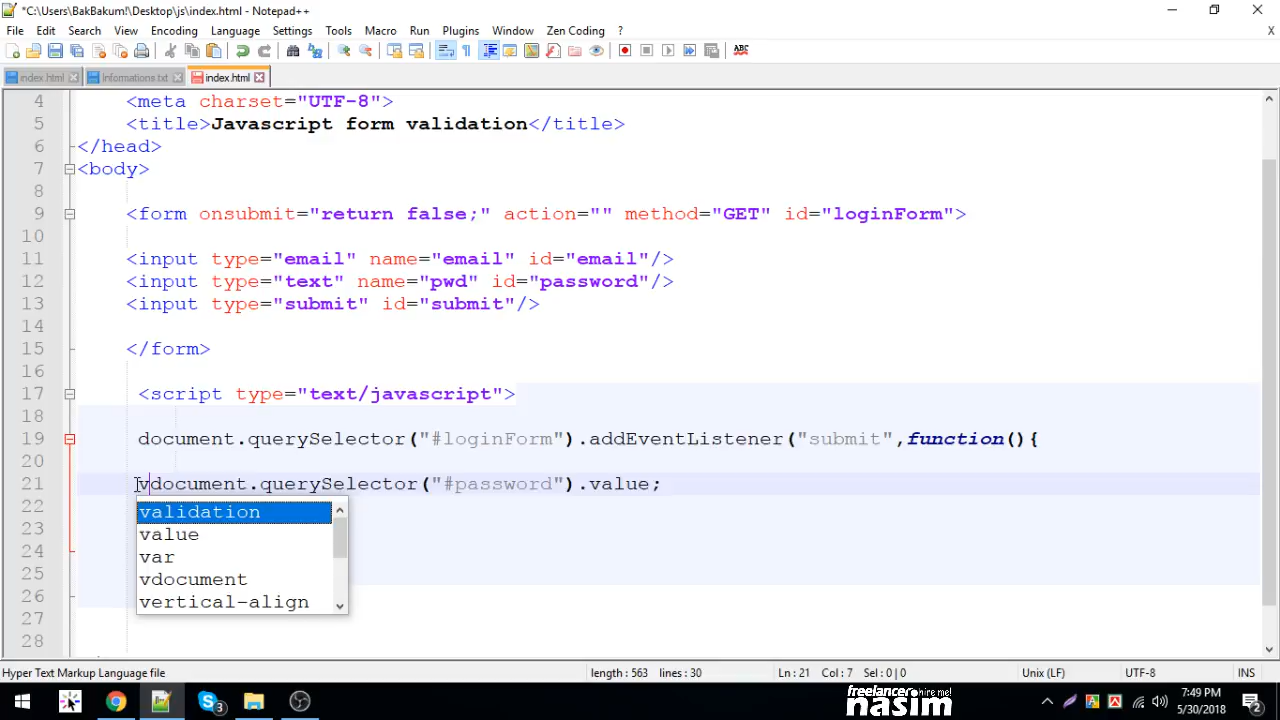 *C:\Users\BakBakum!\Desktop\js\index.html - Notepad++
File Edit Search View Encoding Language Settings Tools Macro Run Plugins Window Zen Coding ? X
index.html informations.txt index.html
4 <meta charset="UTF-8">
5 <title>Javascript form validation</title>
6 </head>
7 <body>
8
9 <form onsubmit="return false;" action="" method="GET" id="loginForm">
10
11 <input type="email" name="email" id="email"/>
12 <input type="text" name="pwd" id="password"/>
13 <input type="submit" id="submit"/>
14
15 </form>
16
17 <script type="text/javascript">
18
19 document.querySelector("#loginForm").addEventListener("submit",function(){
20
21 vdocument.querySelector("#password").value;
22 validation
23 value
24 var
25 vdocument
26 vertical-align
27
28
Hyper Text Markup Language file length : 563 lines : 30 Ln : 21 Col : 7 Sel : 0 | 0 Unix (LF) UTF-8 INS
3 freelancers hire me! 7:49 PM
nasim 5/30/2018 2